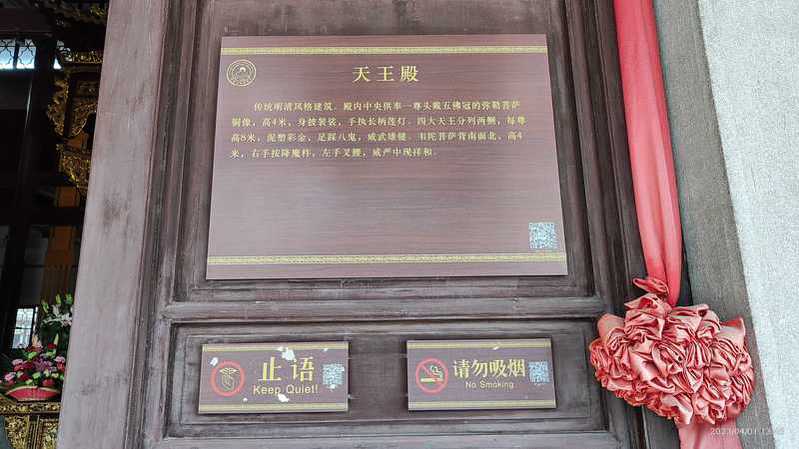 天王殿
传统明清风格建筑。殿内中央供奉一尊头戴五佛冠的弥勒菩萨
铜像，高4米，身披袈裟，手执长柄莲灯。四大天王分列两侧，每尊
高8米，泥塑彩金，足踩八鬼，威武雄健。韦陀菩萨背南面北，高4
米，右手按降魔杵，左手叉腰，威严中现祥和。
止语
Keep Quiet!
请勿吸烟
No Smoking.